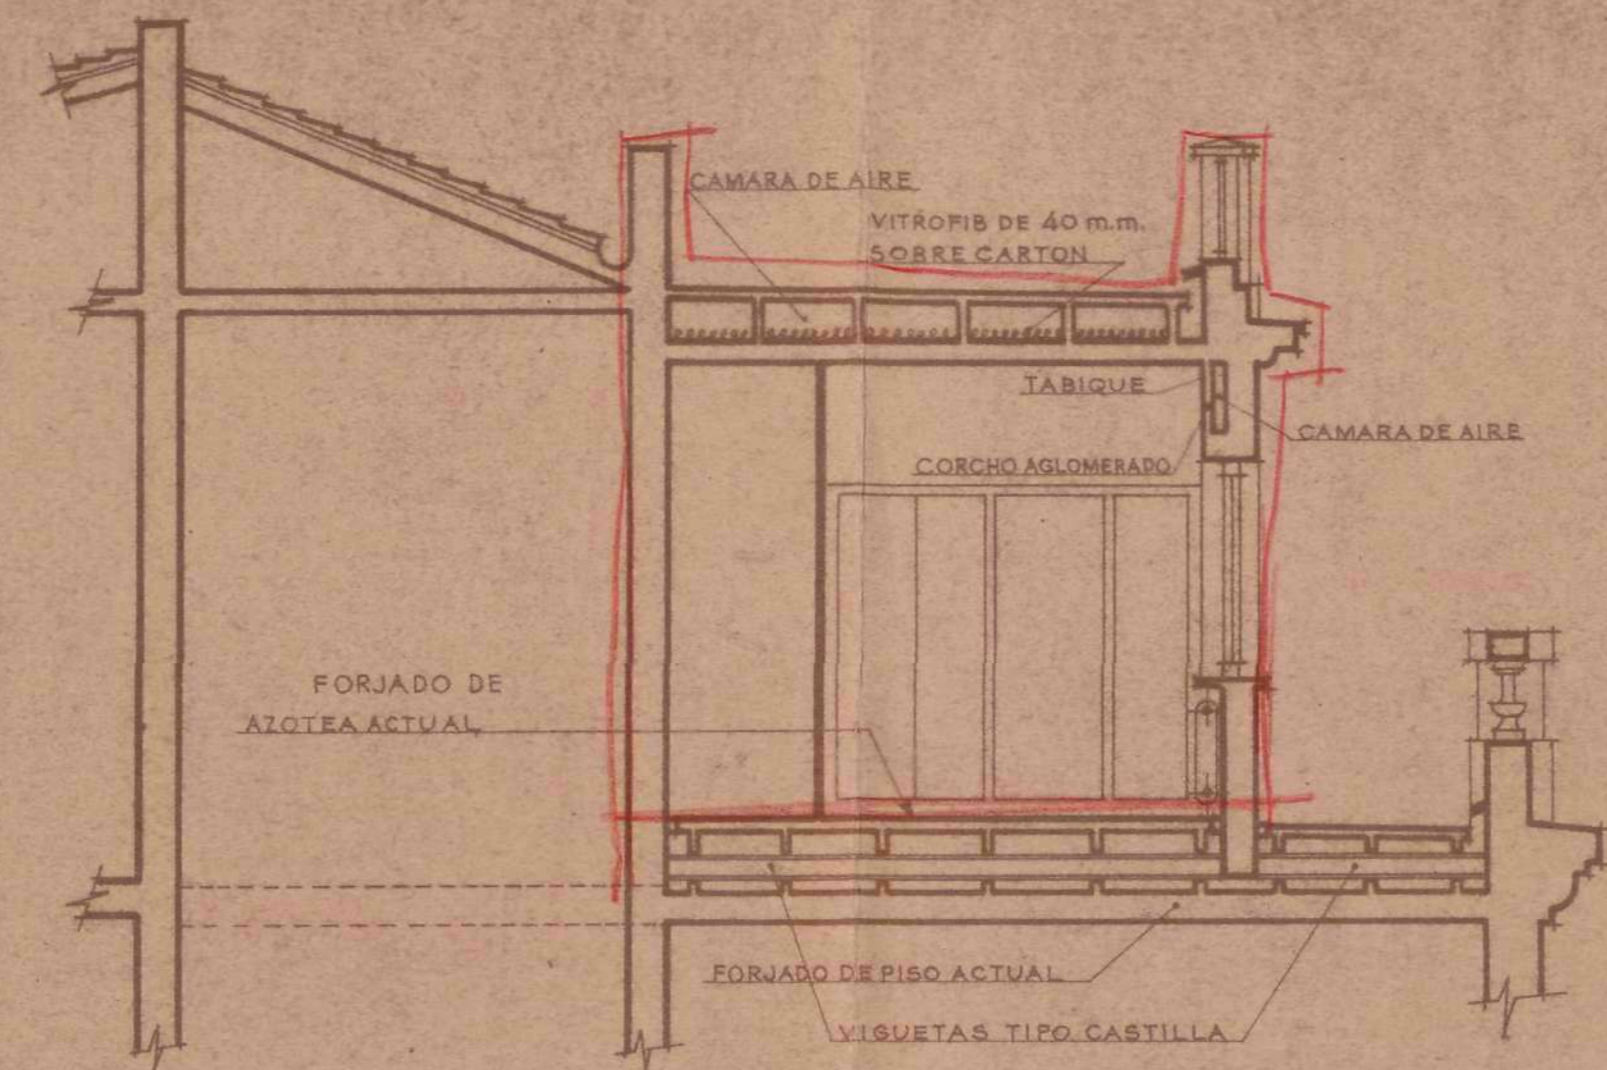 CAMARA DE AIRE
VITROFIB DE 40 m.m.
SOBRE CARTON
TABIQUE
CAMARA DE AIRE
CORCHO AGLOMERADO
FORJADO DE
AZOTEA ACTUAL
FORJADO DE PISO ACTUAL
VIGUETAS TIPO CASTILLA